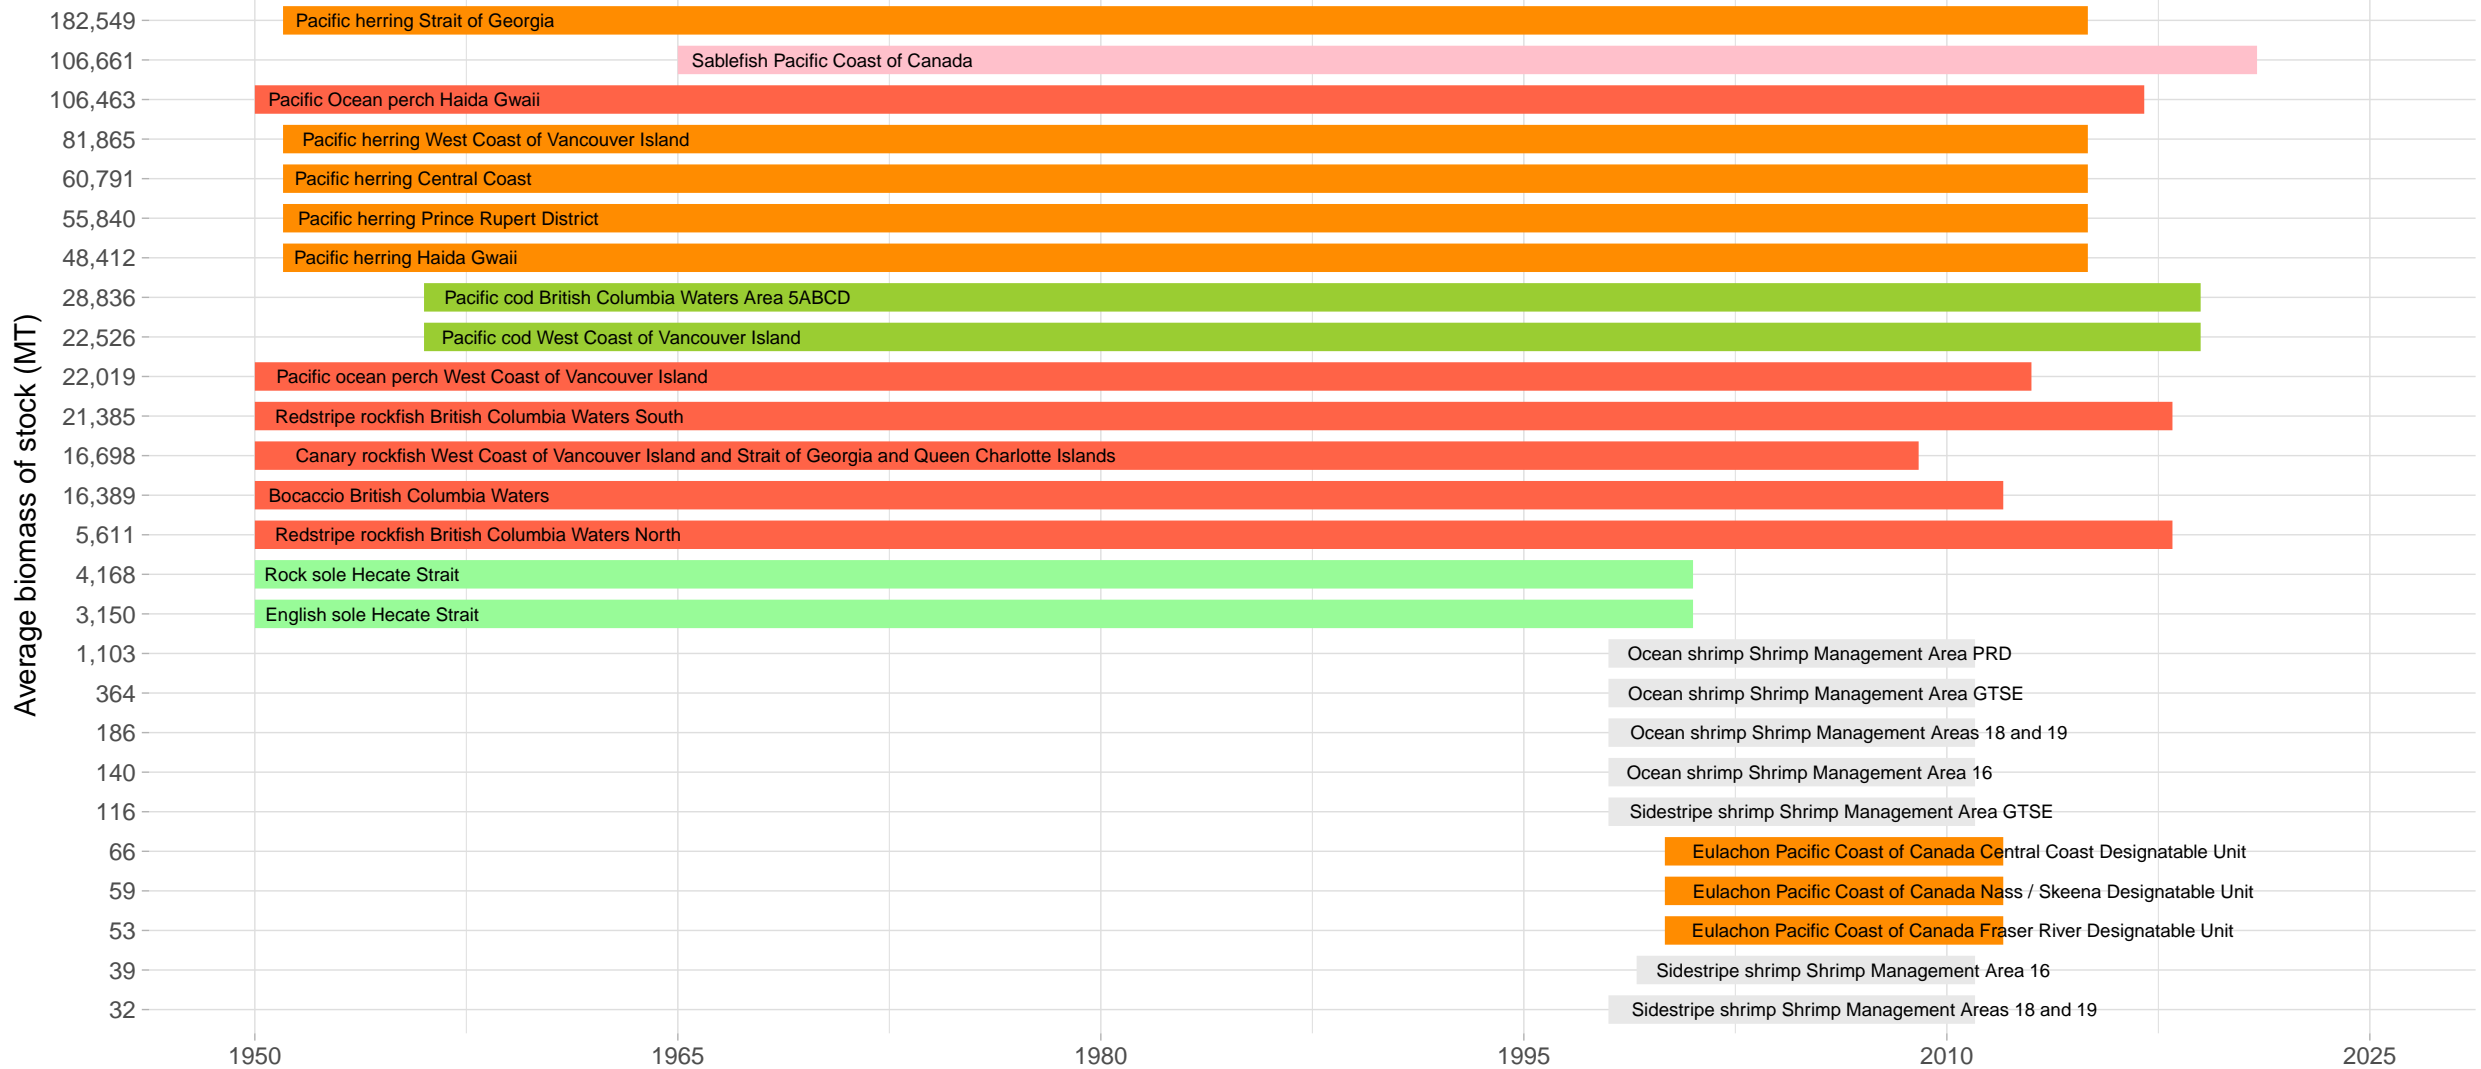 182,549 Pacific herring Strait of Georgia
106,661 Sablefish Pacific Coast of Canada
106,463 Pacific Ocean perch Haida Gwaii
81,865 Pacific herring West Coast of Vancouver Island
60,791 Pacific herring Central Coast
55,840 Pacific herring Prince Rupert District
48,412 Pacific herring Haida Gwaii
28,836 Pacific cod British Columbia Waters Area 5ABCD
22,526 Pacific cod West Coast of Vancouver Island
22,019 Pacific ocean perch West Coast of Vancouver Island
21,385 Redstripe rockfish British Columbia Waters South
16,698 Canary rockfish West Coast of Vancouver Island and Strait of Georgia and Queen Charlotte Islands
16,389 Bocaccio British Columbia Waters
5,611 Redstripe rockfish British Columbia Waters North
4,168 Rock sole Hecate Strait
3,150 English sole Hecate Strait
1,103 Ocean shrimp Shrimp Management Area PRD
364 Ocean shrimp Shrimp Management Area GTSE
186 Ocean shrimp Shrimp Management Areas 18 and 19
140 Ocean shrimp Shrimp Management Area 16
116 Sidestripe shrimp Shrimp Management Area GTSE
66 Eulachon Pacific Coast of Canada Central Coast Designatable Unit
59 Eulachon Pacific Coast of Canada Nass / Skeena Designatable Unit
53 Eulachon Pacific Coast of Canada Fraser River Designatable Unit
39 Sidestripe shrimp Shrimp Management Area 16
32 Sidestripe shrimp Shrimp Management Areas 18 and 19
Average biomass of stock (MT)
1950 1965 1980 1995 2010 2025